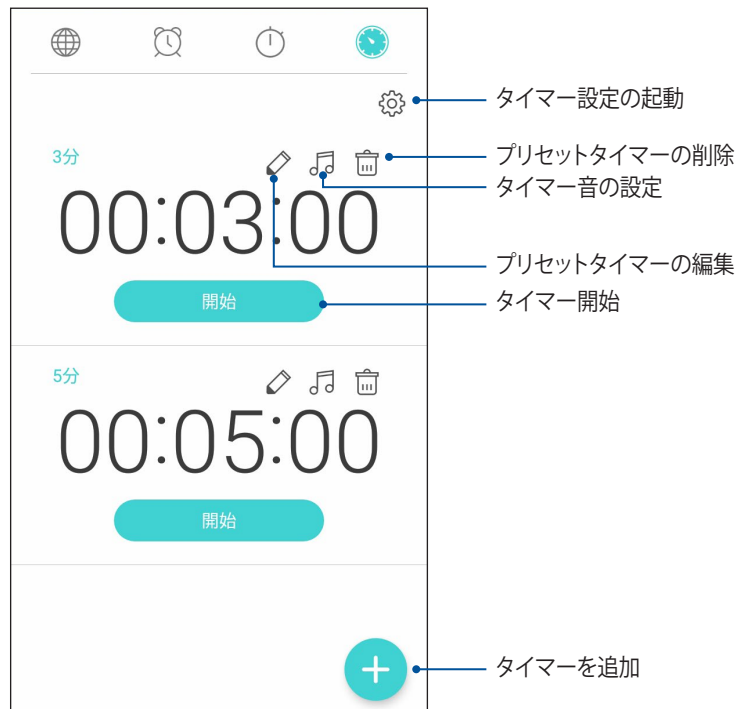 タイマー設定の起動
3分
プリセットタイマーの削除
タイマー音の設定
00:03:00
プリセットタイマーの編集
開始
タイマー開始
5分
00:05:00
開始
タイマーを追加